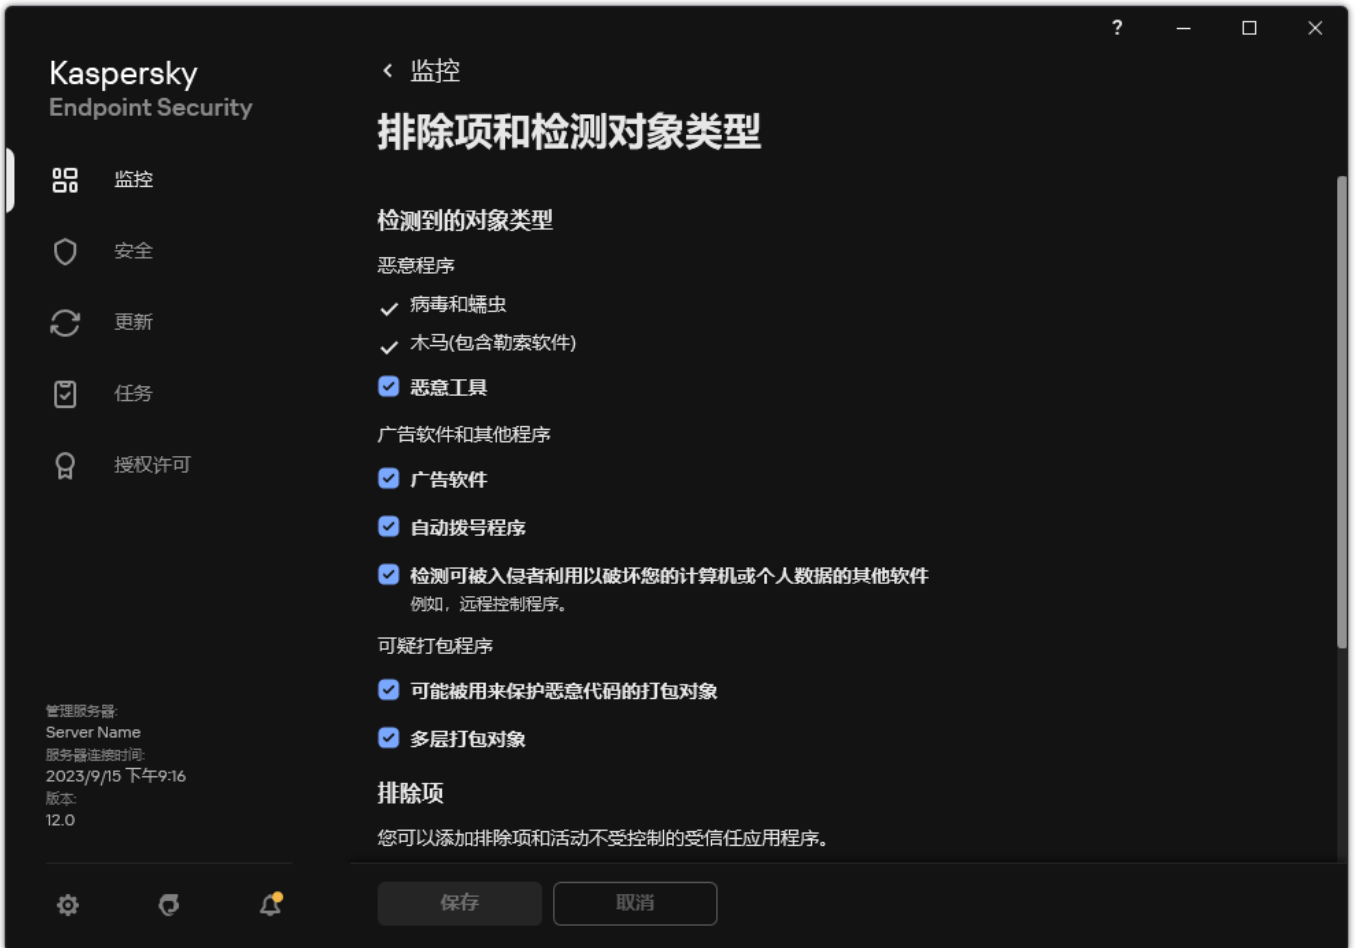 ?
Kaspersky
Endpoint Security
监控
安全
更新
任务
授权许可
管理服务器:
Server Name
服务器连接时间:
2023/9/15 下午9:16
版本:
12.0
监控
排除项和检测对象类型
检测到的对象类型
恶意程序
病毒和蠕虫
木马(包含勒索软件)
恶意工具
广告软件和其他程序
广告软件
自动拨号程序
检测可被入侵者利用以破坏您的计算机或个人数据的其他软件
例如，远程控制程序。
可疑打包程序
可能被用来保护恶意代码的打包对象
多层打包对象
排除项
您可以添加排除项和活动不受控制的受信任应用程序。
保存
取消